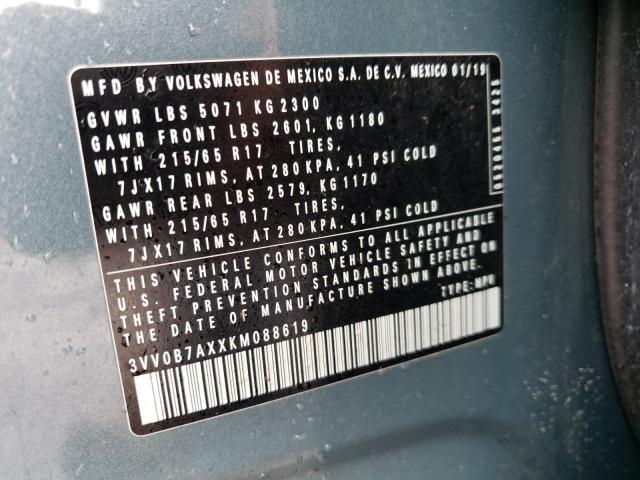 MFD BY VOLKSWAGEN DE MEXICO S.A. DE C.V. MEXICO 01/19
GVWR LBS 5071 KG 2300
GAWR FRONT LBS 2601, KG 1180
WITH 215/65 R17 TIRES,
7JX17 RIMS, AT 280 KPA, 41 PSI COLD
GAWR REAR LBS 2579, KG 1170
WITH 215/65 R17 TIRES,
7JX17 RIMS, AT 280 KPA, 41 PSI COLD
THIS VEHICLE CONFORMS TO ALL APPLICABLE
U.S. FEDERAL MOTOR VEHICLE SAFETY AND
THEFT PREVENTION STANDARDS IN EFFECT ON
THE DATE OF MANUFACTURE SHOWN ABOVE.
TYPE: MPV
3VV0B7AXXKM088619